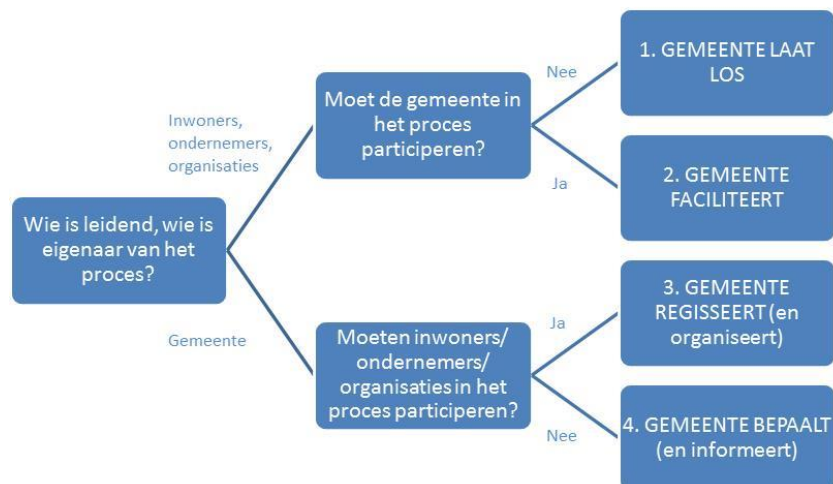 Wie is leidend, wie is
eigenaar van het
proces?
Inwoners,
ondernemers,
organisaties
Gemeente
Moet de gemeente in
het proces
participeren?
Nee
Ja
1. GEMEENTE LAAT
LOS
2. GEMEENTE
FACILITEERT
Moeten inwoners/
ondernemers/
organisaties in het
proces participeren?
Ja
Nee
3. GEMEENTE
REGISSEERT (en
organiseert)
4. GEMEENTE BEPAALT
(en informeert)